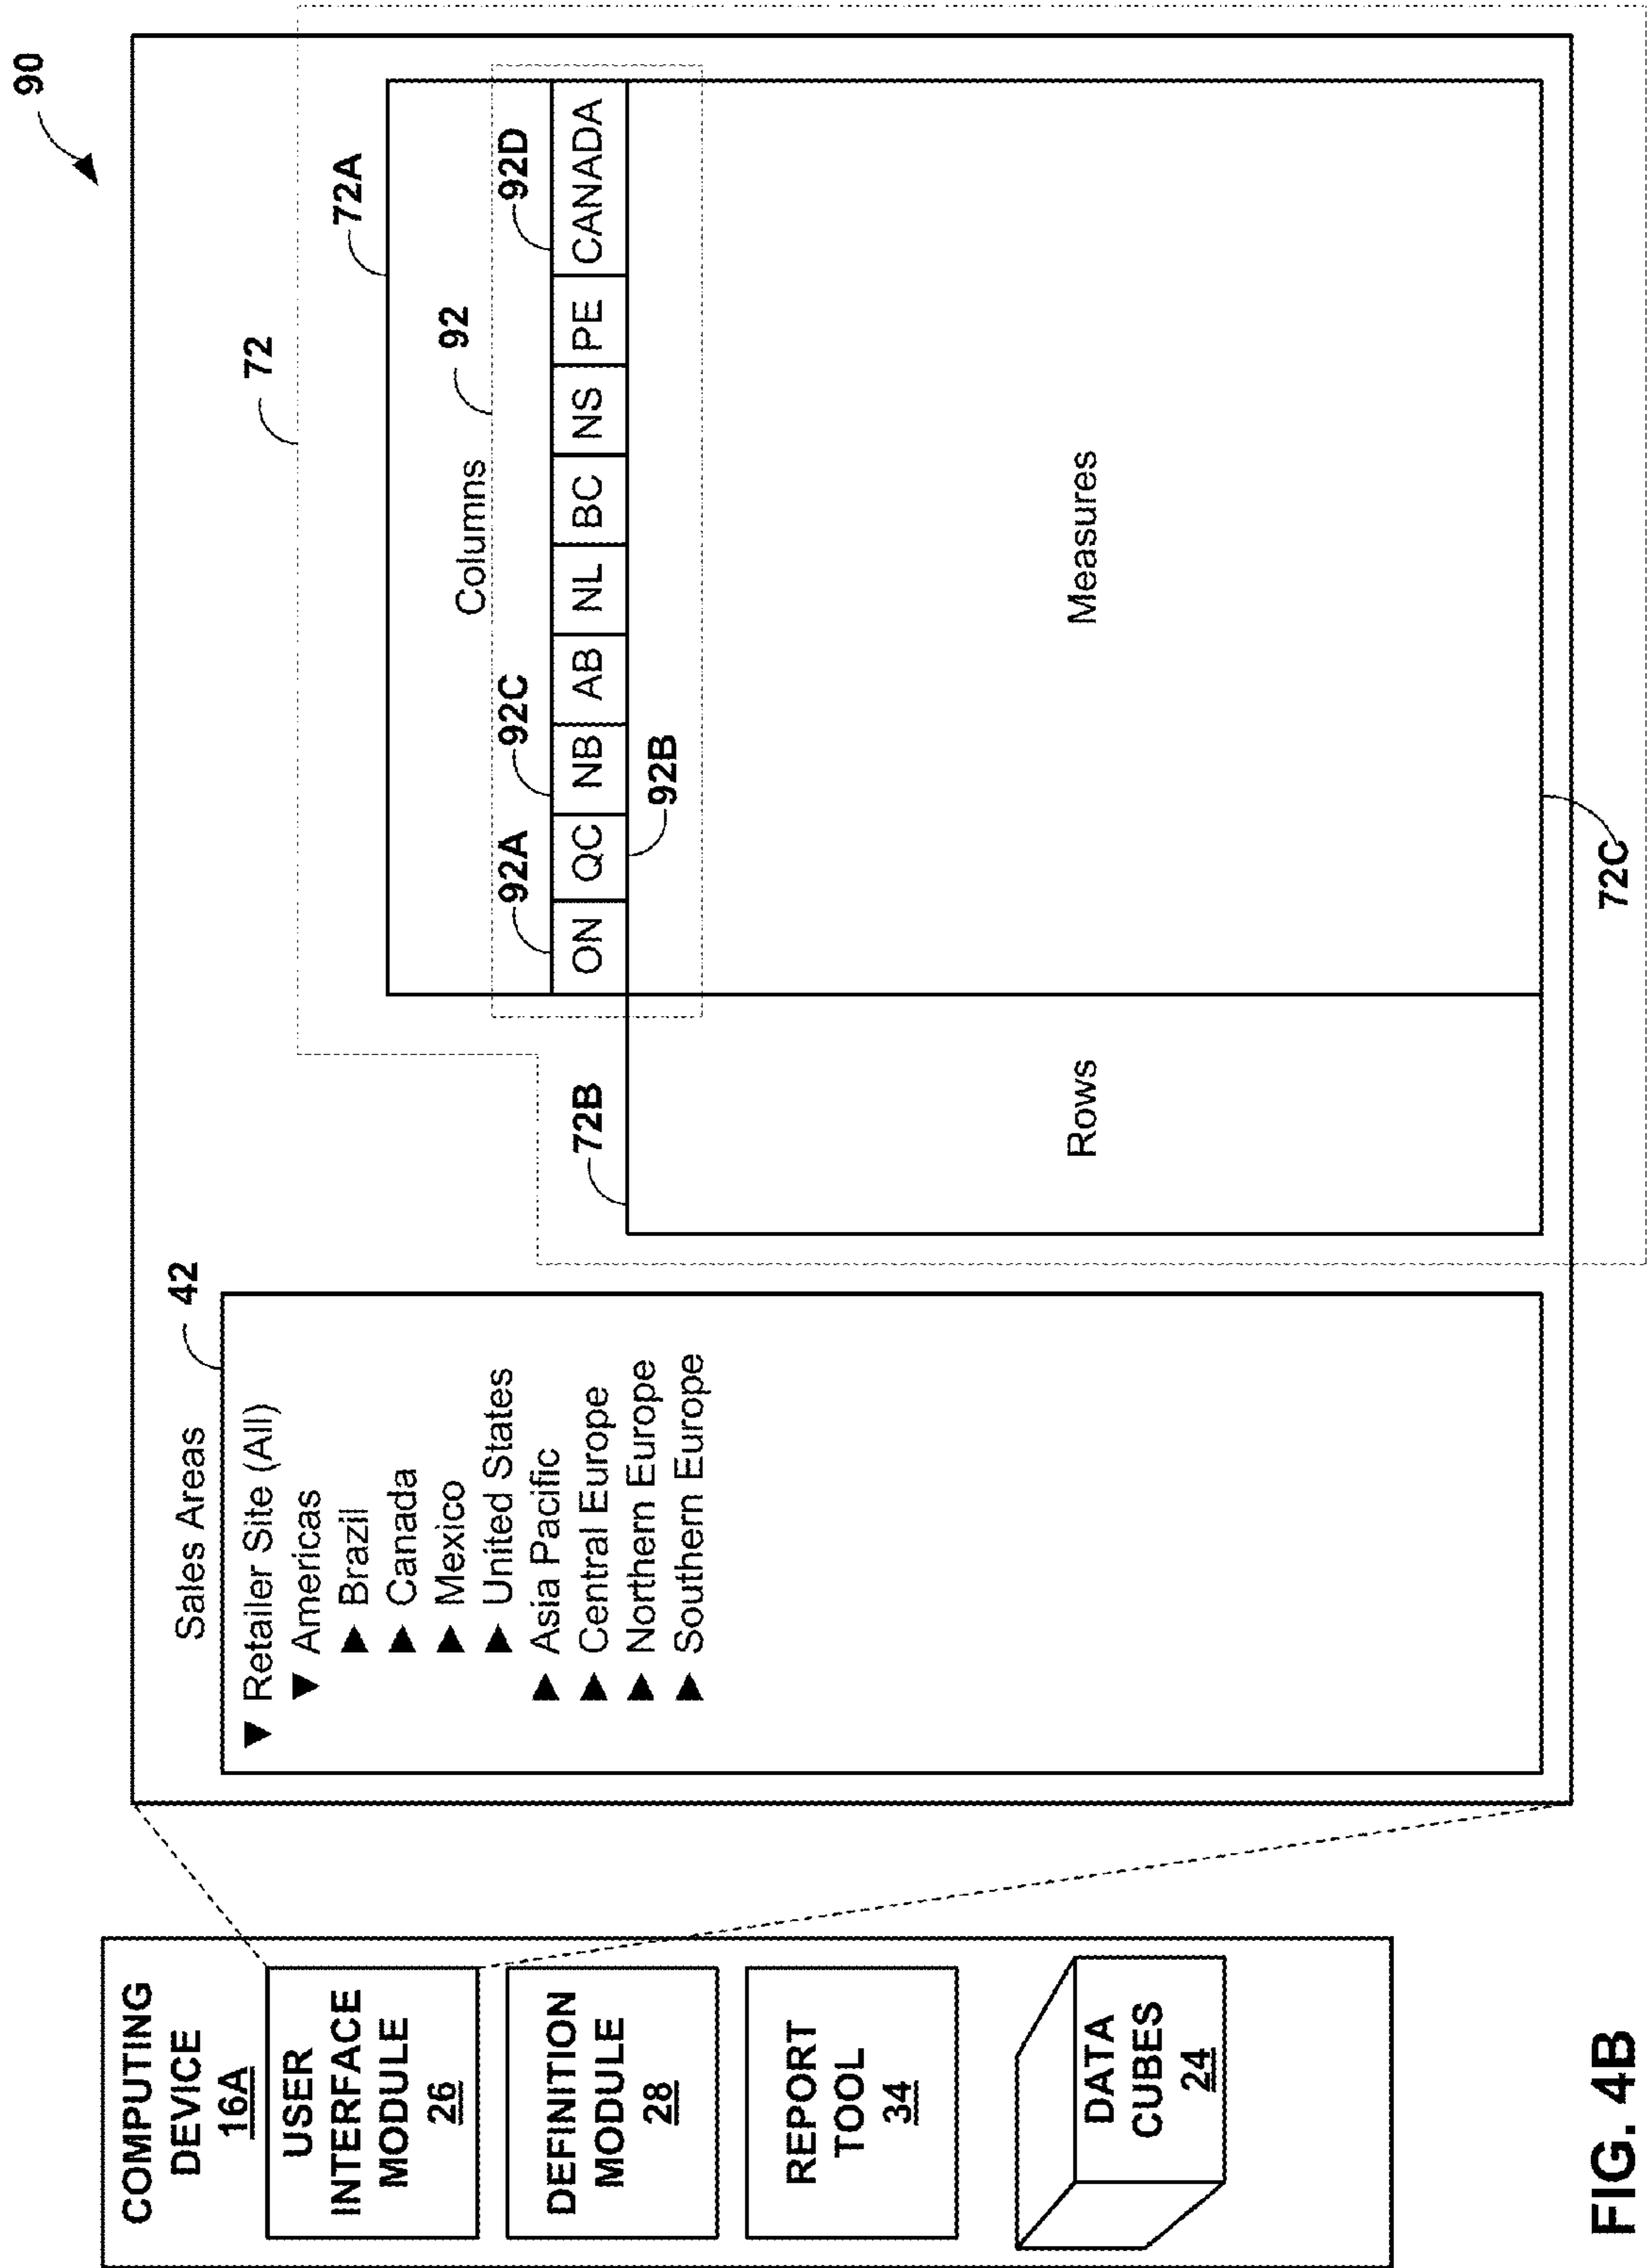 90
COMPUTING
DEVICE
16A
USER
INTERFACE
MODULE
26
DEFINITION
MODULE
28
REPORT
TOOL
34
DATA
CUBES
24
Sales Areas
42
▼ Retailer Site (All)
▼ Americas
▶ Brazil
▶ Canada
▶ Mexico
▶ United States
▶ Asia Pacific
▶ Central Europe
▶ Northern Europe
▶ Southern Europe
72
72A
Columns
92
92A
92C
92D
ON QC NB AB NL BC NS PE CANADA
72B
92B
Rows
Measures
72C
FIG. 4B